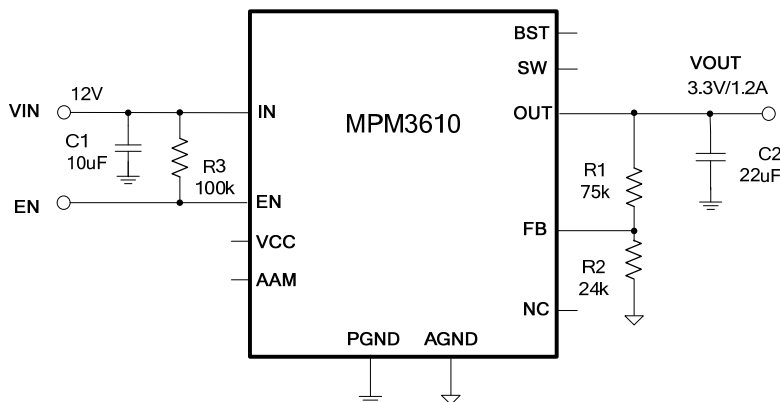 BST
SW
VOUT
3.3V/1.2A
12V
VIN
IN
OUT
MPM3610
C1
10uF
R3
100k
C2
22uF
R1
75k
EN
EN
FB
VCC
AAM
R2
24k
NC
PGND
AGND